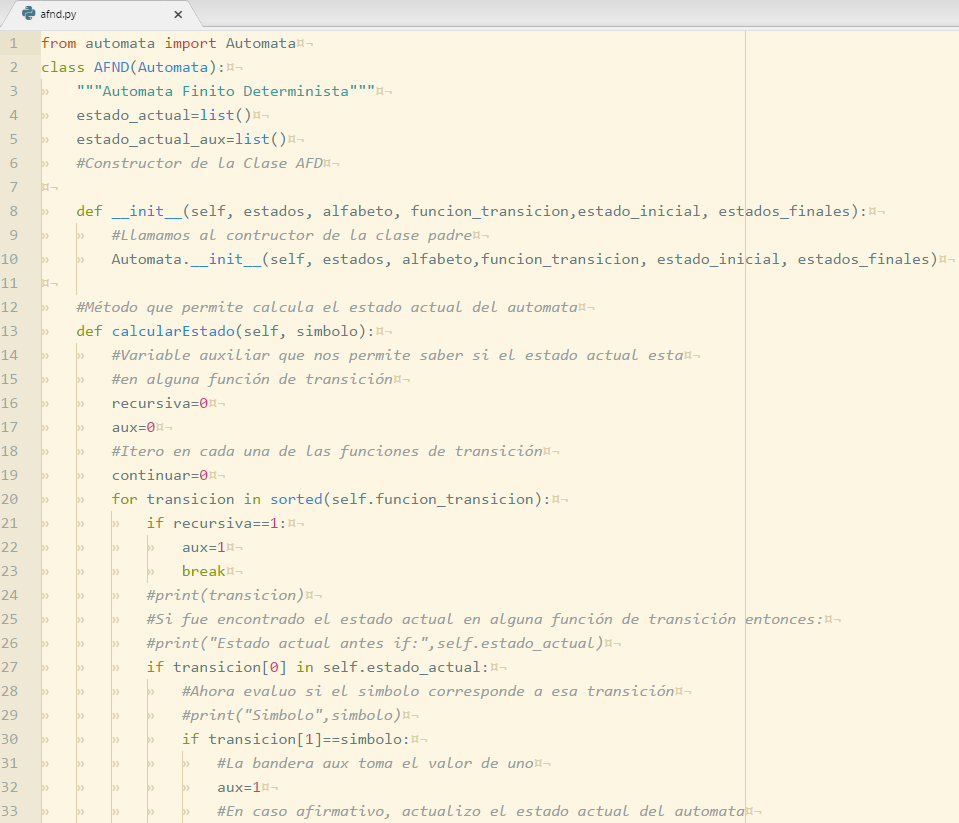 afnd.py ×
1 from automata import Automata¤¬
2 class AFND(Automata):¤¬
3 » """Automata Finito Determinista"""¤¬
4 » estado_actual=list()¤¬
5 » estado_actual_aux=list()¤¬
6 » #Constructor de la Clase AFD¤¬
7 ¤¬
8 » def __init__(self, estados, alfabeto, funcion_transicion,estado_inicial, estados_finales):¤¬
9 » » #Llamamos al contructor de la clase padre¤¬
10 » » Automata.__init__(self, estados, alfabeto,funcion_transicion, estado_inicial, estados_finales)¤¬
11 ¤¬
12 » #Método que permite calcula el estado actual del automata¤¬
13 » def calcularEstado(self, simbolo):¤¬
14 » » #Variable auxiliar que nos permite saber si el estado actual esta¤¬
15 » » #en alguna función de transición¤¬
16 » » recursiva=0¤¬
17 » » aux=0¤¬
18 » » #Itero en cada una de las funciones de transición¤¬
19 » » continuar=0¤¬
20 » » for transicion in sorted(self.funcion_transicion):¤¬
21 » » » if recursiva==1:¤¬
22 » » » » aux=1¤¬
23 » » » » break¤¬
24 » » » #print(transicion)¤¬
25 » » » #Si fue encontrado el estado actual en alguna función de transición entonces:¤¬
26 » » » #print("Estado actual antes if:",self.estado_actual)¤¬
27 » » » if transicion[0] in self.estado_actual:¤¬
28 » » » » #Ahora evaluo si el simbolo corresponde a esa transición¤¬
29 » » » » #print("Simbolo",simbolo)¤¬
30 » » » » if transicion[1]==simbolo:¤¬
31 » » » » » #La bandera aux toma el valor de uno¤¬
32 » » » » » aux=1¤¬
33 » » » » » #En caso afirmativo, actualizo el estado actual del automata¤¬